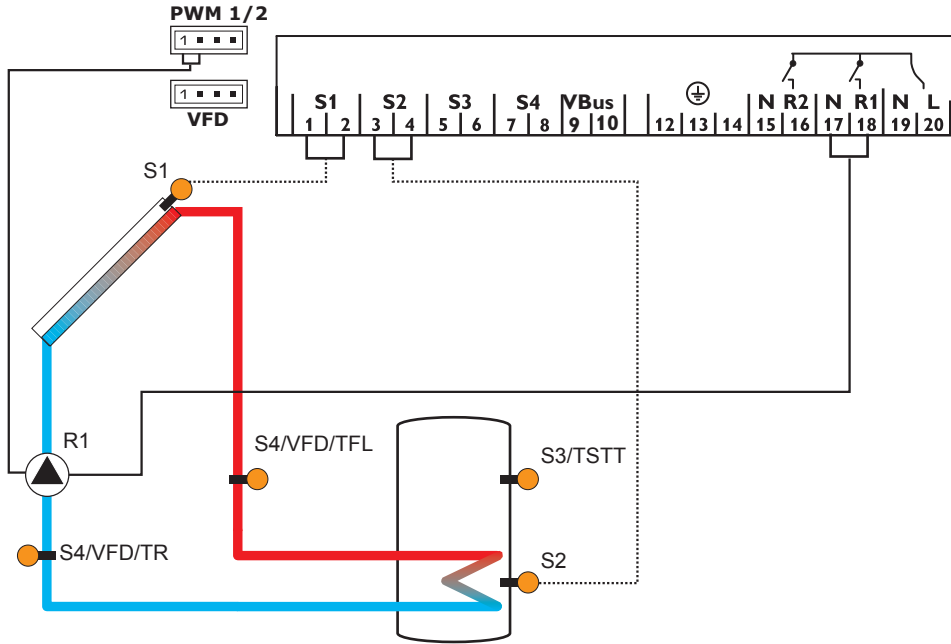 PWM 1/2
1
1
VFD
S1 S2 S3 S4 VBus N R2 N R1 N L
1 2 3 4 5 6 7 8 9 10 12 13 14 15 16 17 18 19 20
S1
R1
S4/VFD/TFL
S3/TSTT
S4/VFD/TR
S2